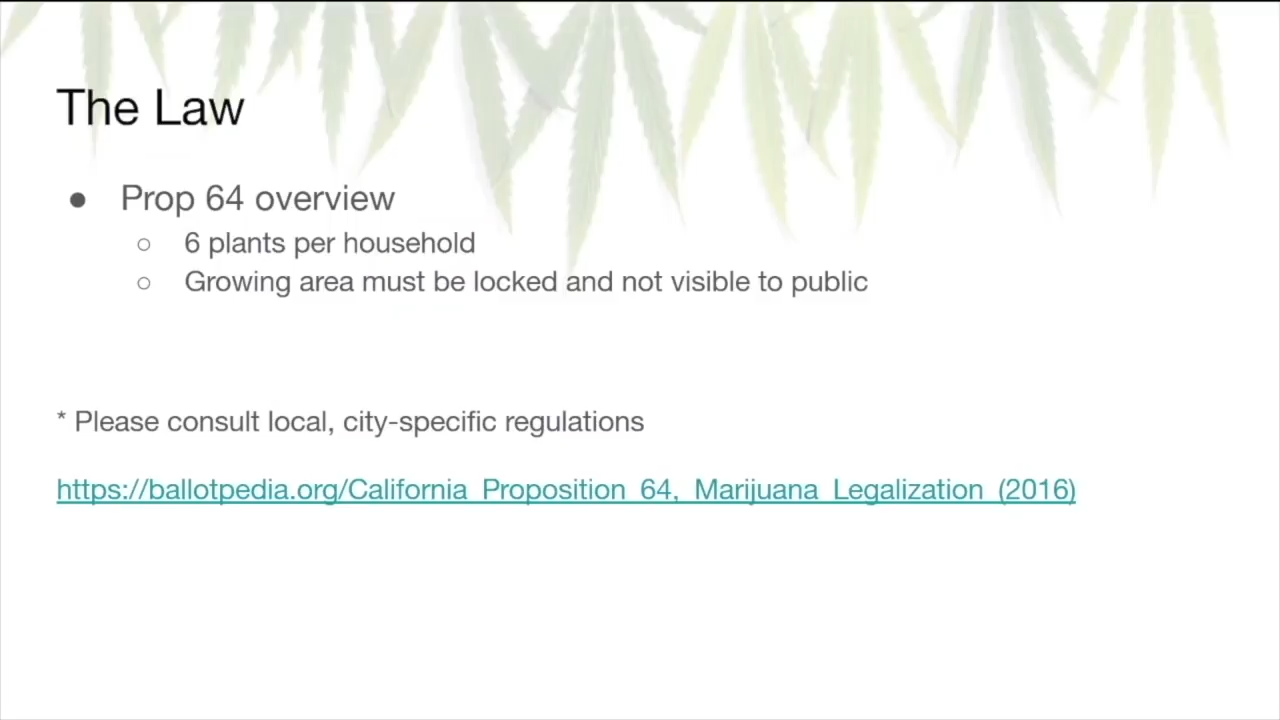 The Law
● Prop 64 overview
○ 6 plants per household
○ Growing area must be locked and not visible to public
* Please consult local, city-specific regulations
https://ballotpedia.org/California_Proposition_64,_Marijuana_Legalization_(2016)